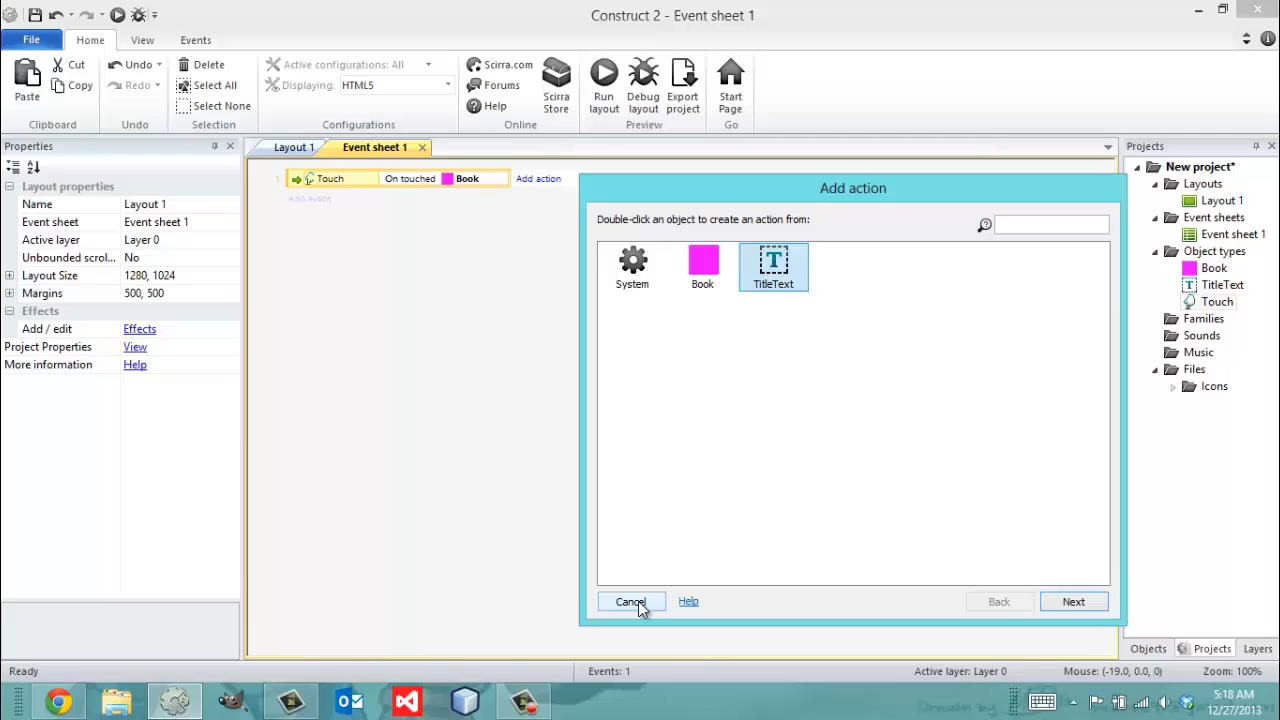 Construct 2 - Event sheet 1
File Home View Events
Paste Cut Copy Clipboard
Undo Redo Undo
Delete Select All Select None Selection
Active configurations: All
Displaying: HTML5
Configurations
Scirra.com Forums Help Scirra Store Online
Run layout Debug layout Export project Preview
Start Page Go
Properties
Layout properties
Name Layout 1
Event sheet Event sheet 1
Active layer Layer 0
Unbounded scrol... No
Layout Size 1280, 1024
Margins 500, 500
Effects
Add / edit Effects
Project Properties View
More information Help
Layout 1 Event sheet 1
1 Touch On touched Book Add action
Add event
Add action
Double-click an object to create an action from:
System Book TitleText
Cancel Help Back Next
Projects
New project*
Layouts
Layout 1
Event sheets
Event sheet 1
Object types
Book
TitleText
Touch
Families
Sounds
Music
Files
Icons
Objects Projects Layers
Ready Events: 1 Active layer: Layer 0 Mouse: (-19.0, 0.0, 0) Zoom: 100%
5:18 AM
12/27/2013